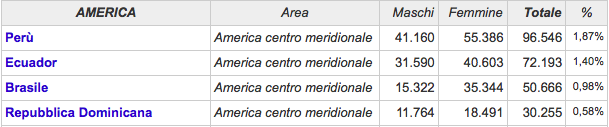 AMERICA Area Maschi Femmine Totale %
Perù America centro meridionale 41.160 55.386 96.546 1,87%
Ecuador America centro meridionale 31.590 40.603 72.193 1,40%
Brasile America centro meridionale 15.322 35.344 50.666 0,98%
Repubblica Dominicana America centro meridionale 11.764 18.491 30.255 0,58%